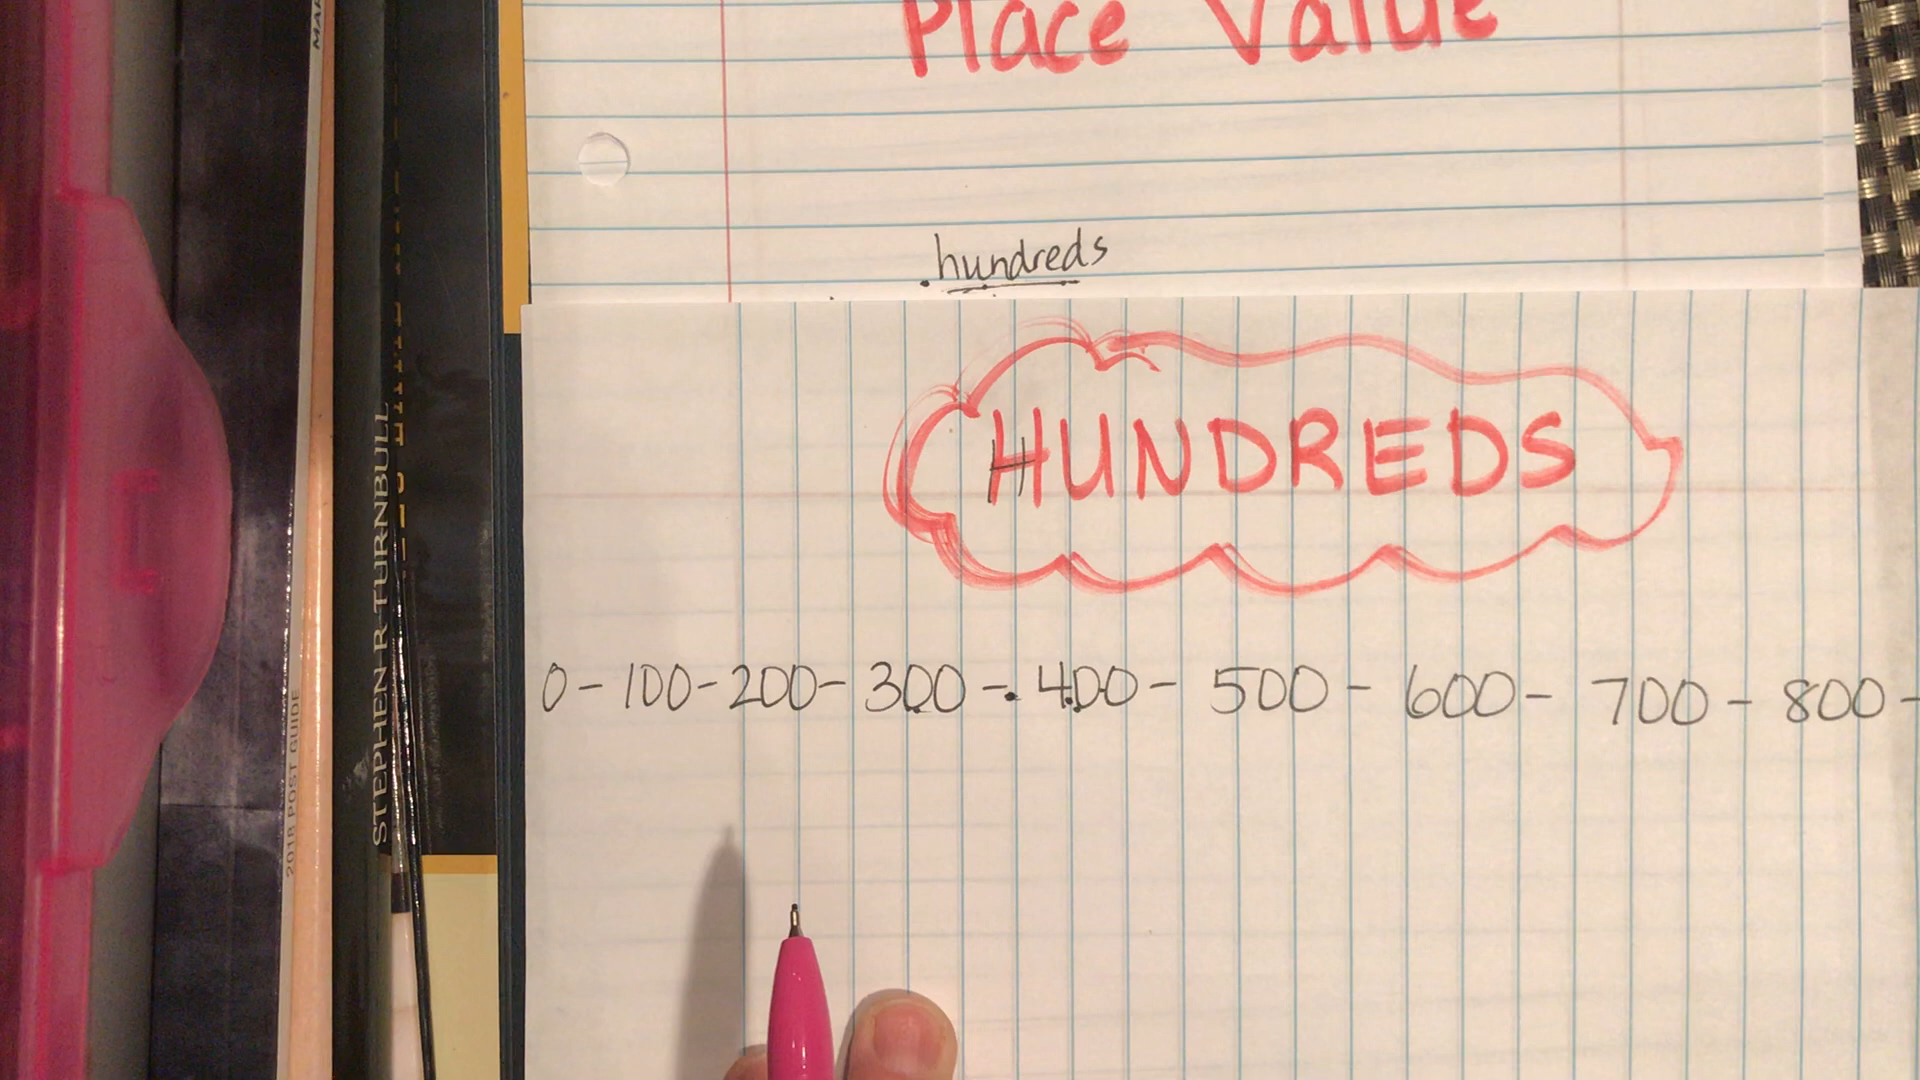 Place Value
hundreds
HUNDREDS
0 - 100 - 200 - 300 - 400 - 500 - 600 - 700 - 800 -
STEPHEN R TURNBULL
2018 POST GUIDE